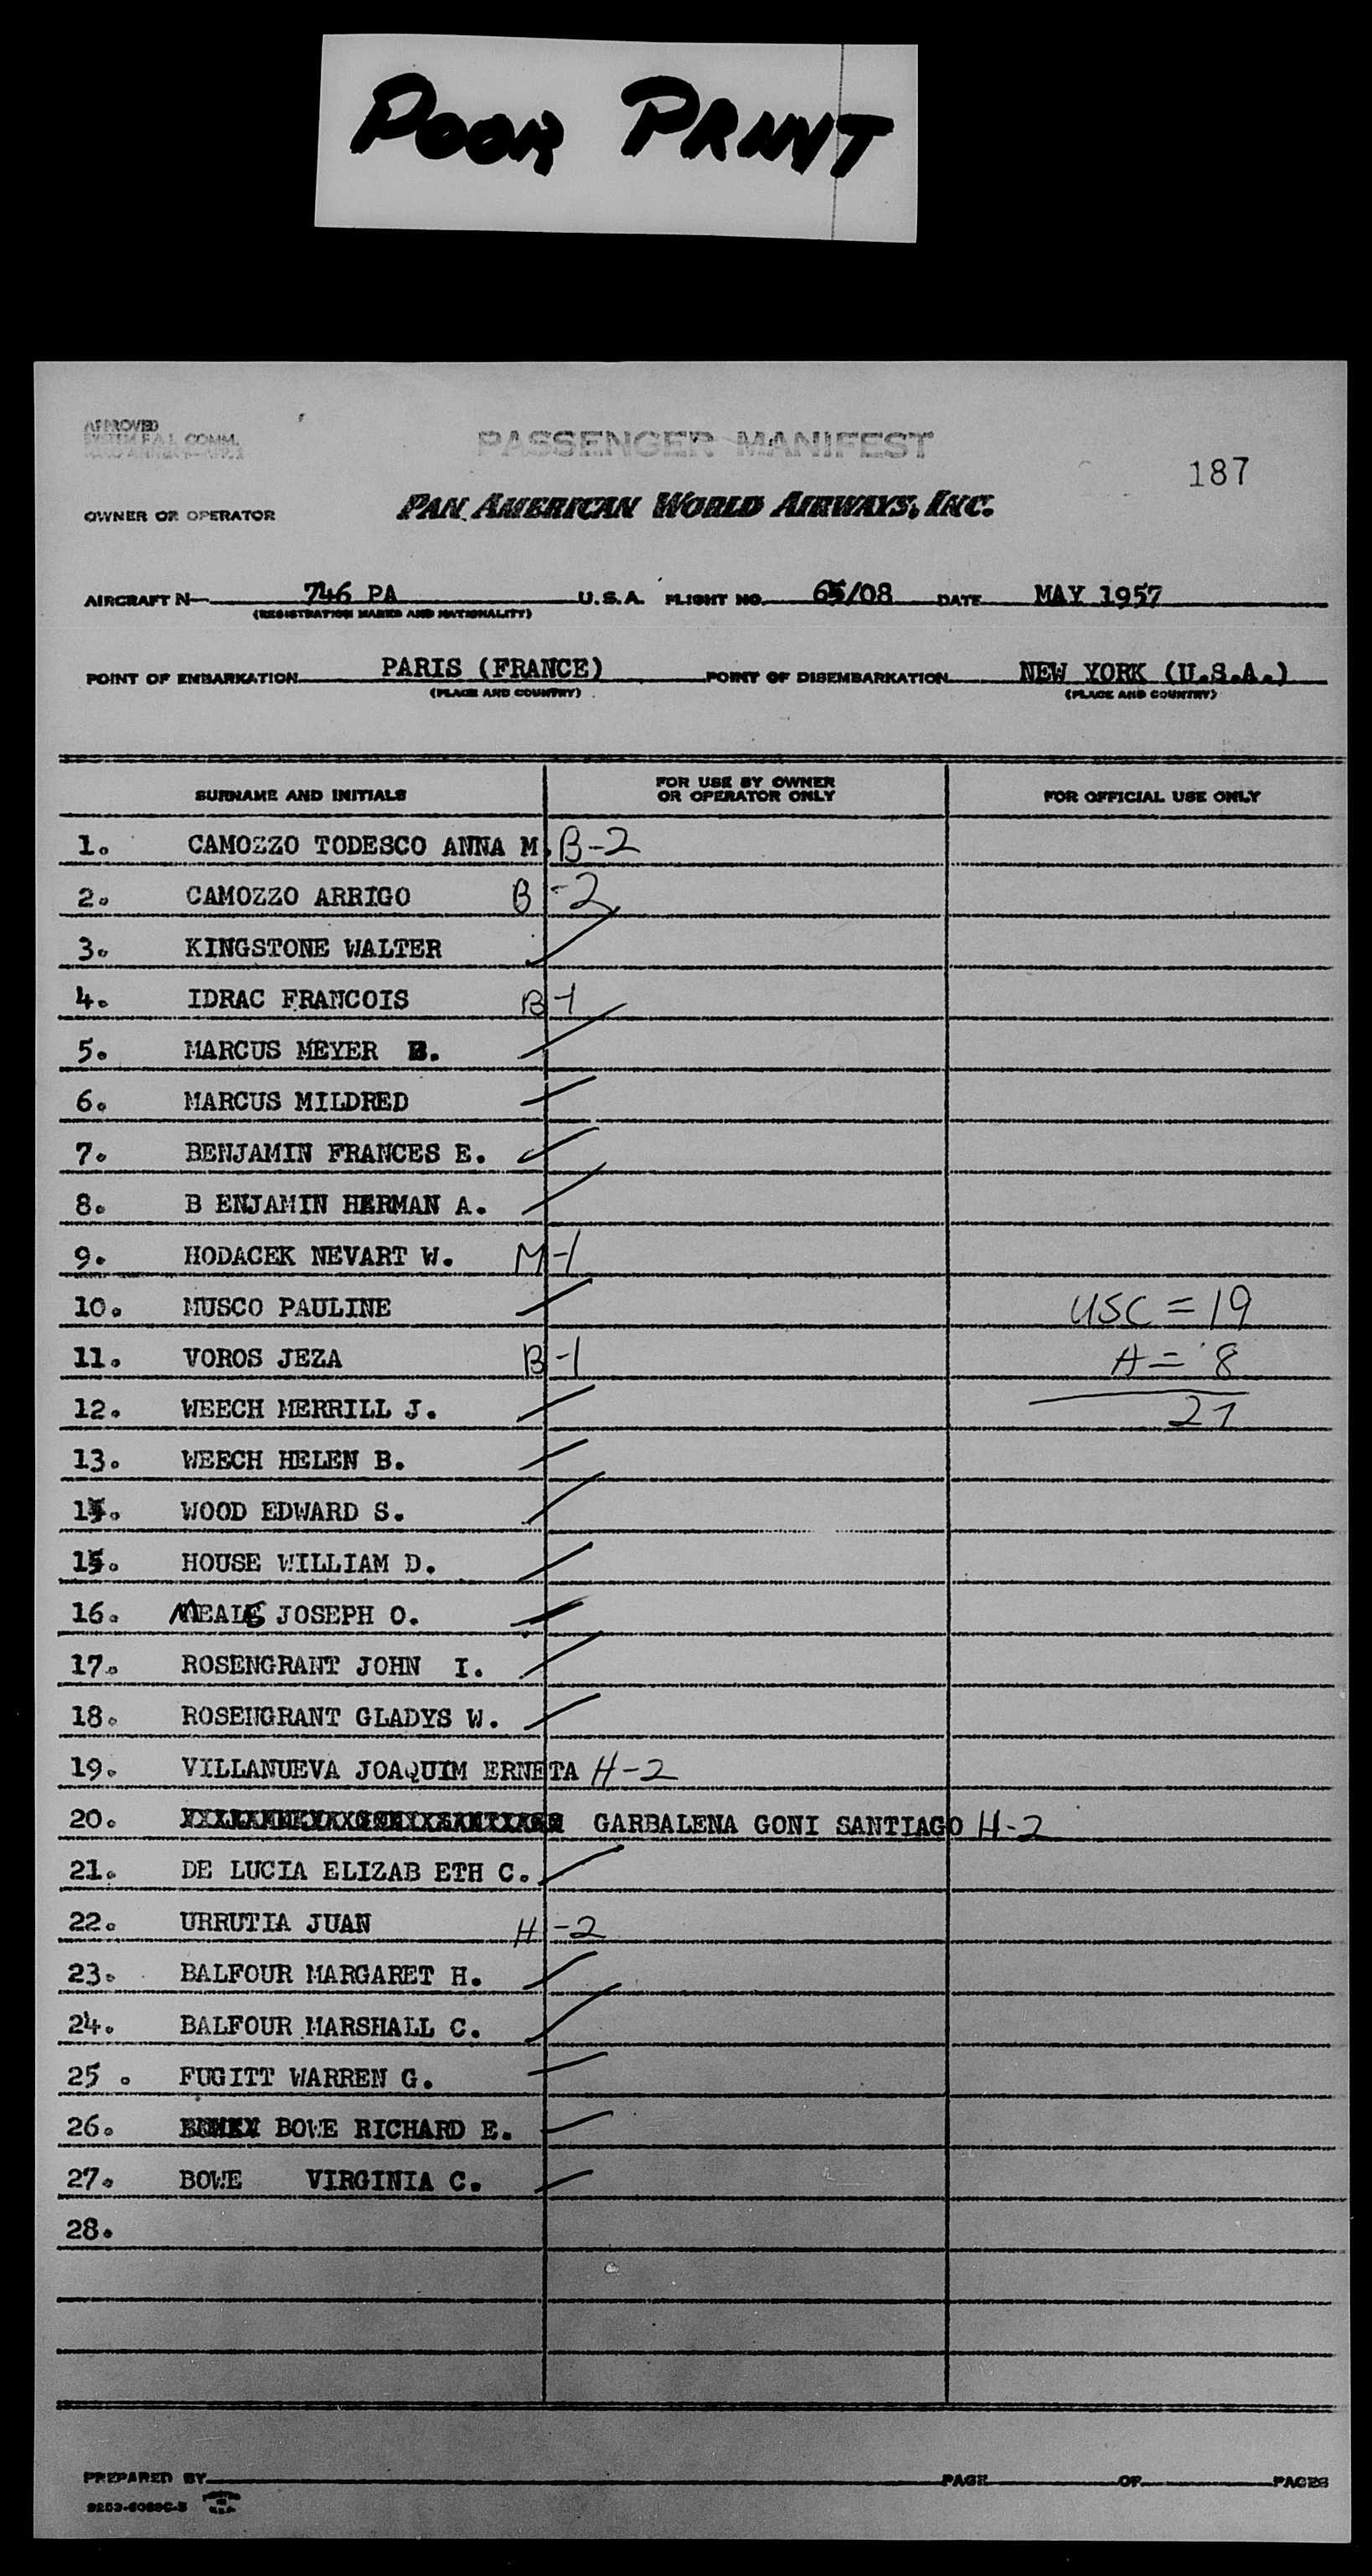 POOR PRINT
APPROVED
SYSTEM F.A.L. COMM.
PASSENGER MANIFEST
187
OWNER OR OPERATOR PAN AMERICAN WORLD AIRWAYS, INC.
AIRCRAFT N— 746 PA U.S.A. FLIGHT NO. 65/08 DATE MAY 1957
(REGISTRATION MARKS AND NATIONALITY)
POINT OF EMBARKATION PARIS (FRANCE) POINT OF DISEMBARKATION NEW YORK (U.S.A.)
(PLACE AND COUNTRY) (PLACE AND COUNTRY)
SURNAME AND INITIALS FOR USE BY OWNER OR OPERATOR ONLY FOR OFFICIAL USE ONLY
1. CAMOZZO TODESCO ANNA M. B-2
2. CAMOZZO ARRIGO B-2
3. KINGSTONE WALTER ✓
4. IDRAC FRANCOIS B-1
5. MARCUS MEYER B.
6. MARCUS MILDRED
7. BENJAMIN FRANCES E. ✓
8. B ENJAMIN HERMAN A.
9. HODACEK NEVART W. M-1
10. MUSCO PAULINE USC = 19
11. VOROS JEZA B-1 A = 8
12. WEECH MERRILL J. 27
13. WEECH HELEN B.
14. WOOD EDWARD S.
15. HOUSE WILLIAM D.
16. MEALE JOSEPH O.
17. ROSENGRANT JOHN I.
18. ROSENGRANT GLADYS W.
19. VILLANUEVA JOAQUIM ERNETA H-2
20. GARBALENA GONI SANTIAGO H-2
21. DE LUCIA ELIZAB ETH C.
22. URRUTIA JUAN H-2
23. BALFOUR MARGARET H.
24. BALFOUR MARSHALL C.
25 . FUGITT WARREN G.
26. BOWE RICHARD E.
27. BOWE VIRGINIA C.
28.
PREPARED BY PAGE OF PAGES